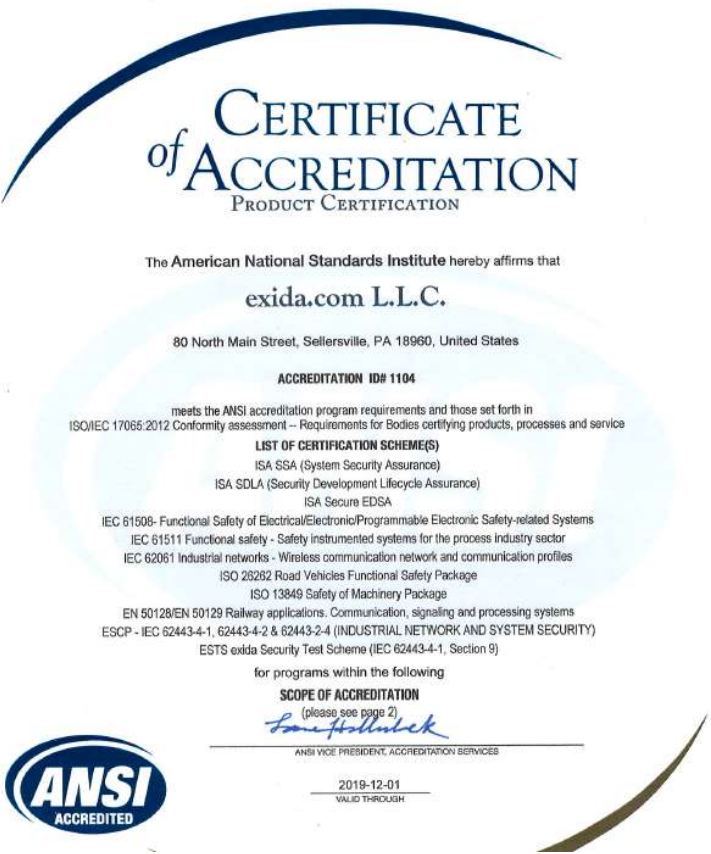 CERTIFICATE
of ACCREDITATION
PRODUCT CERTIFICATION
The American National Standards Institute hereby affirms that
exida.com L.L.C.
80 North Main Street, Sellersville, PA 18960, United States
ACCREDITATION ID# 1104
meets the ANSI accreditation program requirements and those set forth in
ISO/IEC 17065:2012 Conformity assessment -- Requirements for Bodies certifying products, processes and service
LIST OF CERTIFICATION SCHEME(S)
ISA SSA (System Security Assurance)
ISA SDLA (Security Development Lifecycle Assurance)
ISA Secure EDSA
IEC 61508- Functional Safety of Electrical/Electronic/Programmable Electronic Safety-related Systems
IEC 61511 Functional safety - Safety instrumented systems for the process industry sector
IEC 62061 Industrial networks - Wireless communication network and communication profiles
ISO 26262 Road Vehicles Functional Safety Package
ISO 13849 Safety of Machinery Package
EN 50128/EN 50129 Railway applications. Communication, signaling and processing systems
ESCP - IEC 62443-4-1, 62443-4-2 & 62443-2-4 (INDUSTRIAL NETWORK AND SYSTEM SECURITY)
ESTS exida Security Test Scheme (IEC 62443-4-1, Section 9)
for programs within the following
SCOPE OF ACCREDITATION
(please see page 2)
ANSI VICE PRESIDENT, ACCREDITATION SERVICES
2019-12-01
VALID THROUGH
ANSI
ACCREDITED